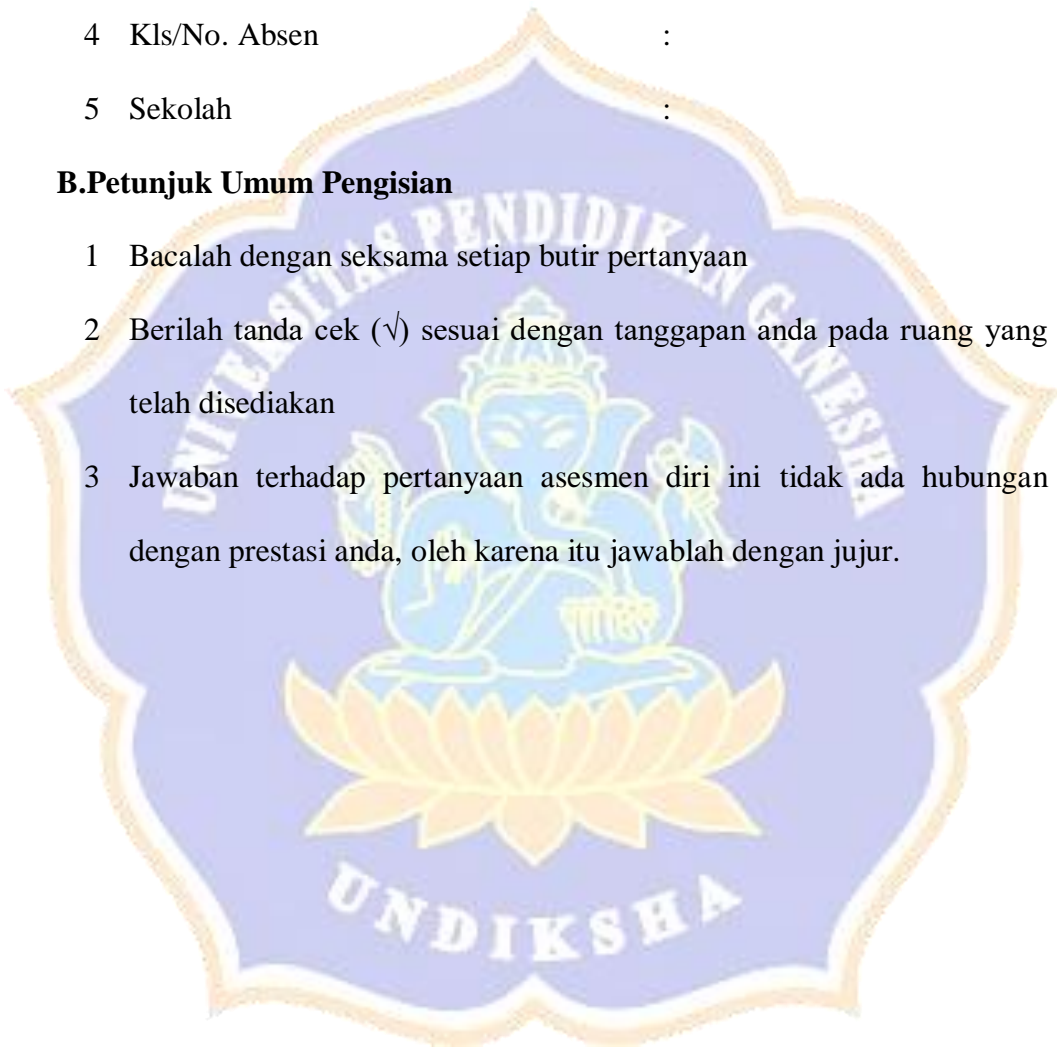 4 Kls/No. Absen :
5 Sekolah :
B.Petunjuk Umum Pengisian
1 Bacalah dengan seksama setiap butir pertanyaan
2 Berilah tanda cek (√) sesuai dengan tanggapan anda pada ruang yang
telah disediakan
3 Jawaban terhadap pertanyaan asesmen diri ini tidak ada hubungan
dengan prestasi anda, oleh karena itu jawablah dengan jujur.
UNIVERSITAS PENDIDIKAN GANESHA
UNDIKSHA